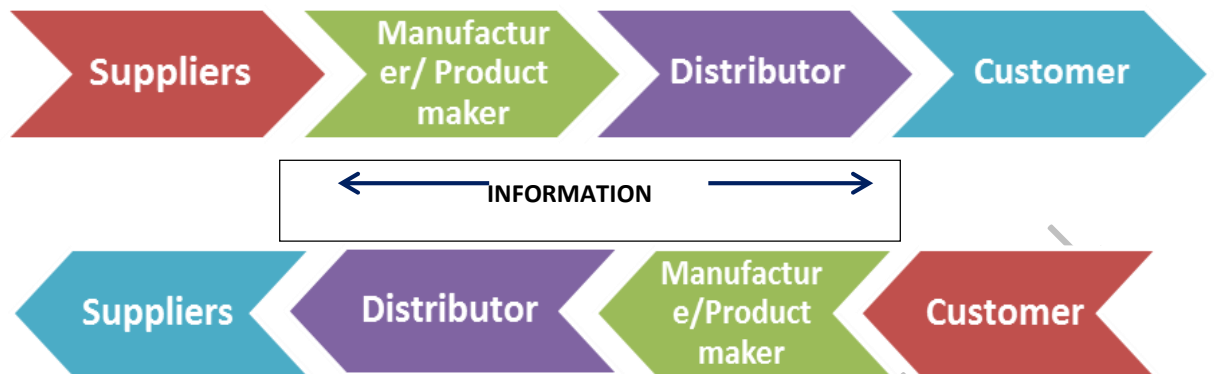 Suppliers
Manufactur
er/ Product
maker
Distributor
Customer
INFORMATION
Suppliers
Distributor
Manufactur
e/Product
maker
Customer